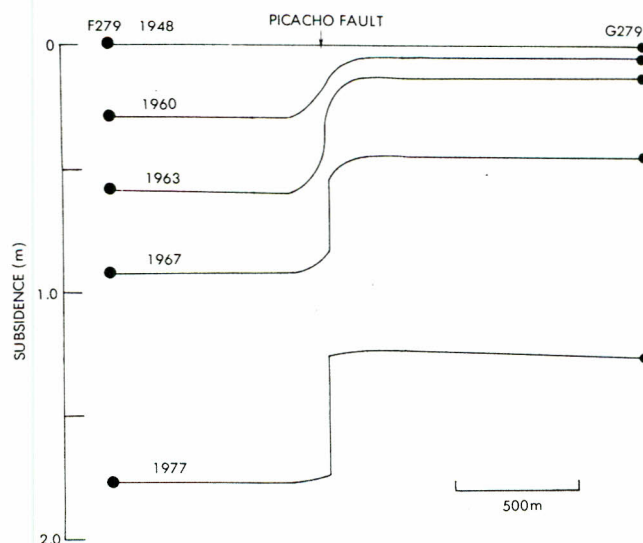 PICACHO FAULT
F279 1948
G279
0
1960
1963
1967
1.0
SUBSIDENCE (m)
1977
500m
2.0